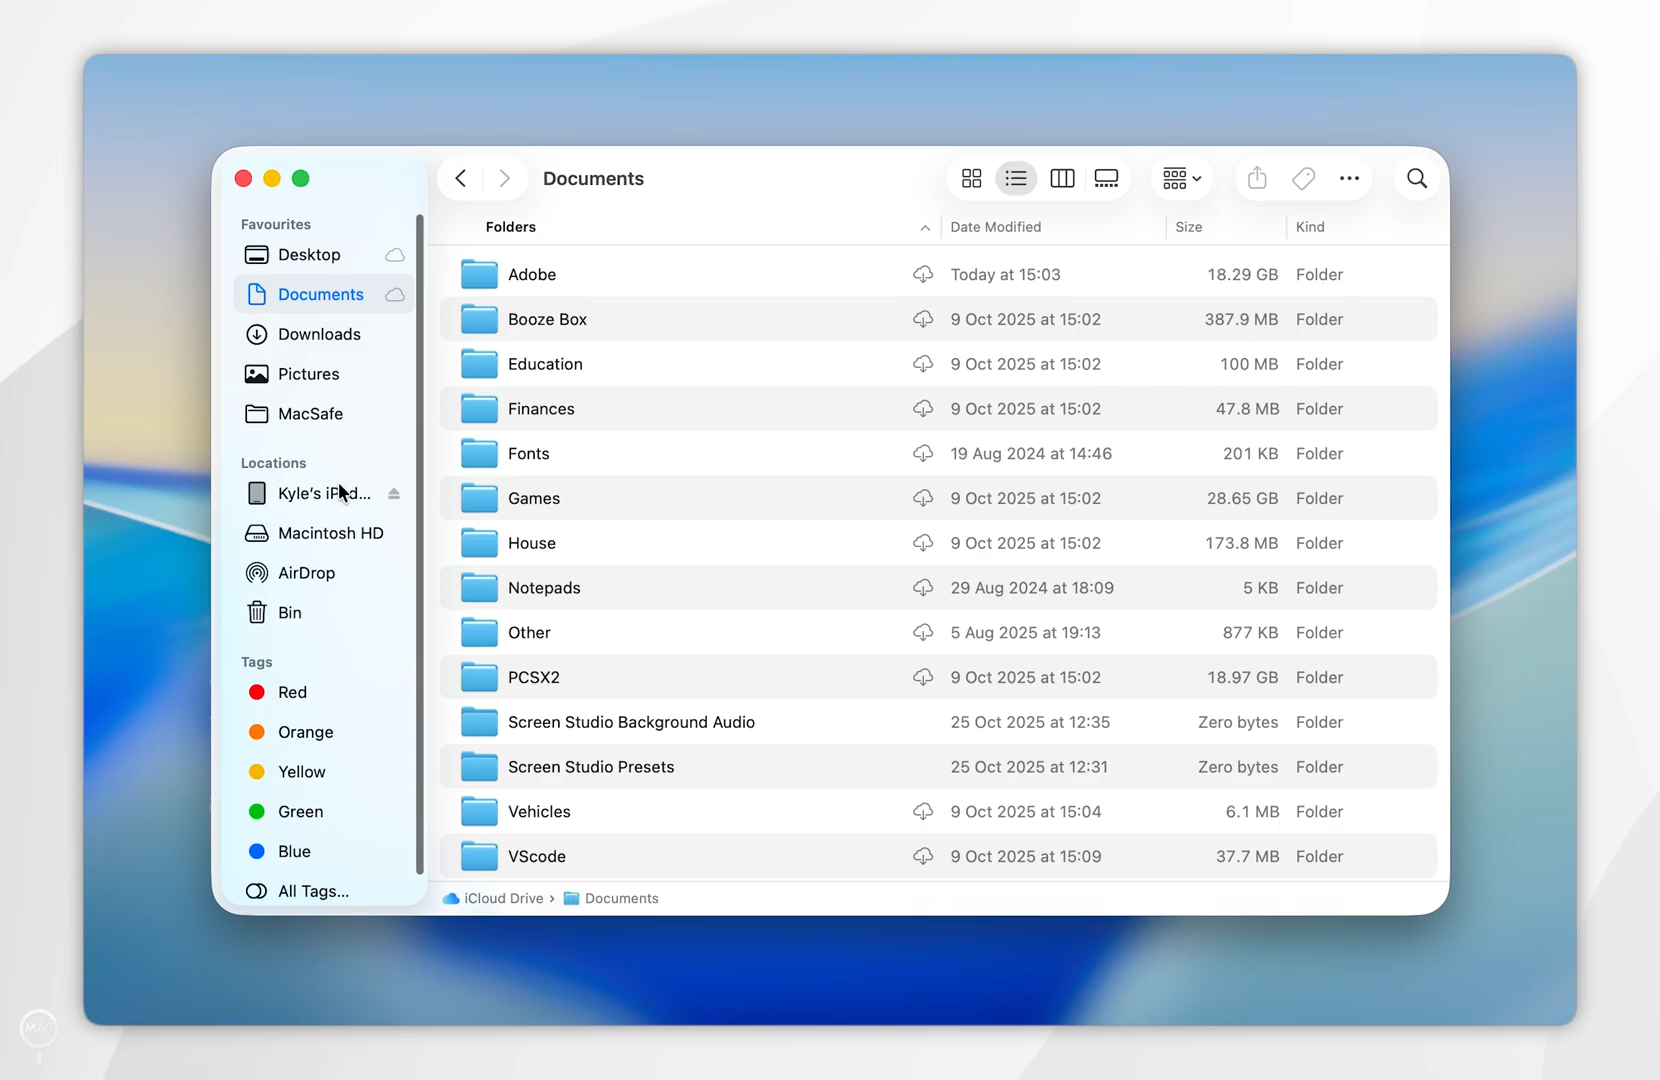 Documents
Favourites
Desktop
Documents
Downloads
Pictures
MacSafe
Locations
Macintosh HD
AirDrop
Bin
Tags
Red
Orange
Yellow
Green
Blue
All Tags...
Folders Date Modified Size Kind
Adobe Today at 15:03 18.29 GB Folder
Booze Box 9 Oct 2025 at 15:02 387.9 MB Folder
Education 9 Oct 2025 at 15:02 100 MB Folder
Finances 9 Oct 2025 at 15:02 47.8 MB Folder
Fonts 19 Aug 2024 at 14:46 201 KB Folder
Games 9 Oct 2025 at 15:02 28.65 GB Folder
House 9 Oct 2025 at 15:02 173.8 MB Folder
Notepads 29 Aug 2024 at 18:09 5 KB Folder
Other 5 Aug 2025 at 19:13 877 KB Folder
PCSX2 9 Oct 2025 at 15:02 18.97 GB Folder
Screen Studio Background Audio 25 Oct 2025 at 12:35 Zero bytes Folder
Screen Studio Presets 25 Oct 2025 at 12:31 Zero bytes Folder
Vehicles 9 Oct 2025 at 15:04 6.1 MB Folder
VScode 9 Oct 2025 at 15:09 37.7 MB Folder
iCloud Drive › Documents
MAC